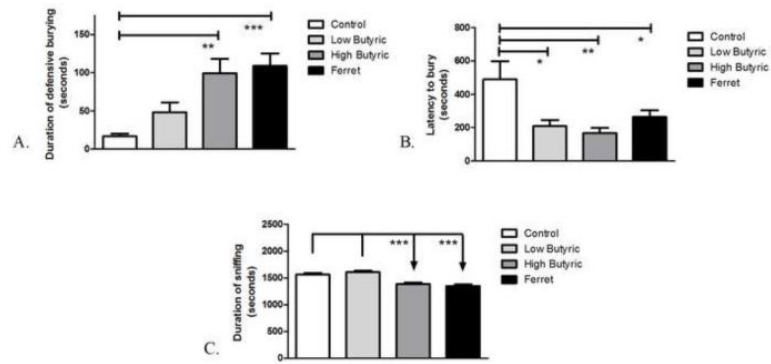 Duration of defensive burying
(seconds)
150
100
50
0
**
***
Control
Low Butyric
High Butyric
Ferret
A.
Latency to bury
(seconds)
800
600
400
200
0
*
**
*
Control
Low Butyric
High Butyric
Ferret
B.
Duration of sniffing
(seconds)
2500
2000
1500
1000
500
0
***
***
Control
Low Butyric
High Butyric
Ferret
C.